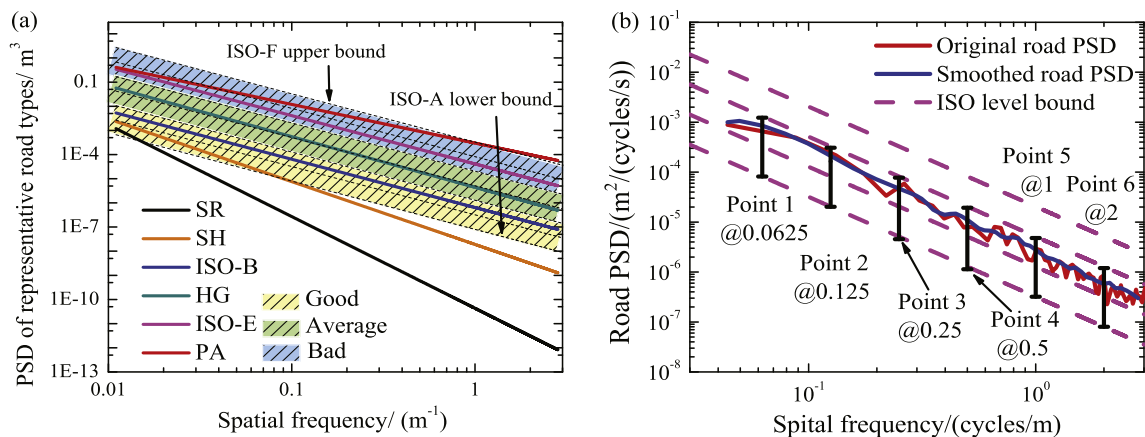 (a)
PSD of representative road types/ m³
0.1
1E-4
1E-7
1E-10
1E-13
ISO-F upper bound
ISO-A lower bound
SR
SH
ISO-B
HG
ISO-E
PA
Good
Average
Bad
0.01
0.1
1
Spatial frequency/ (m⁻¹)
(b)
Road PSD/(m²/(cycles/s))
10⁻¹
10⁻²
10⁻³
10⁻⁴
10⁻⁵
10⁻⁶
10⁻⁷
10⁻⁸
Original road PSD
Smoothed road PSD
ISO level bound
Point 1
@0.0625
Point 2
@0.125
Point 3
@0.25
Point 4
@0.5
Point 5
@1
Point 6
@2
10⁻¹
10⁰
Spital frequency/(cycles/m)